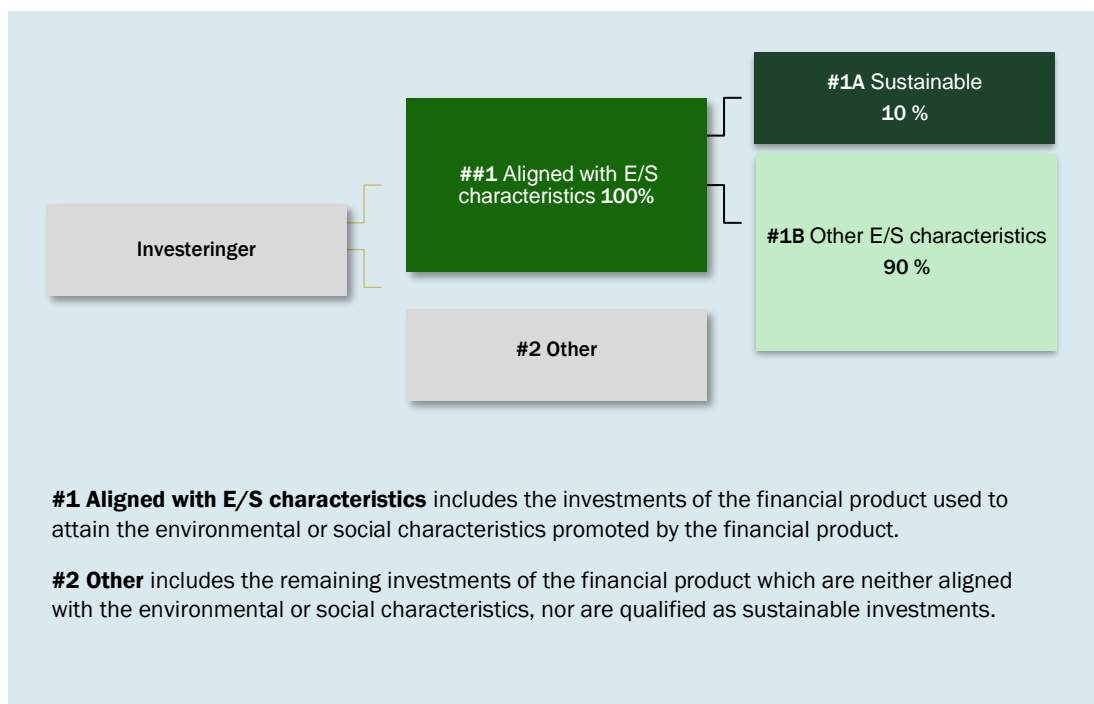 #1A Sustainable
10 %
##1 Aligned with E/S
characteristics 100%
#1B Other E/S characteristics
90 %
Investeringer
#2 Other
#1 Aligned with E/S characteristics includes the investments of the financial product used to
attain the environmental or social characteristics promoted by the financial product.
#2 Other includes the remaining investments of the financial product which are neither aligned
with the environmental or social characteristics, nor are qualified as sustainable investments.